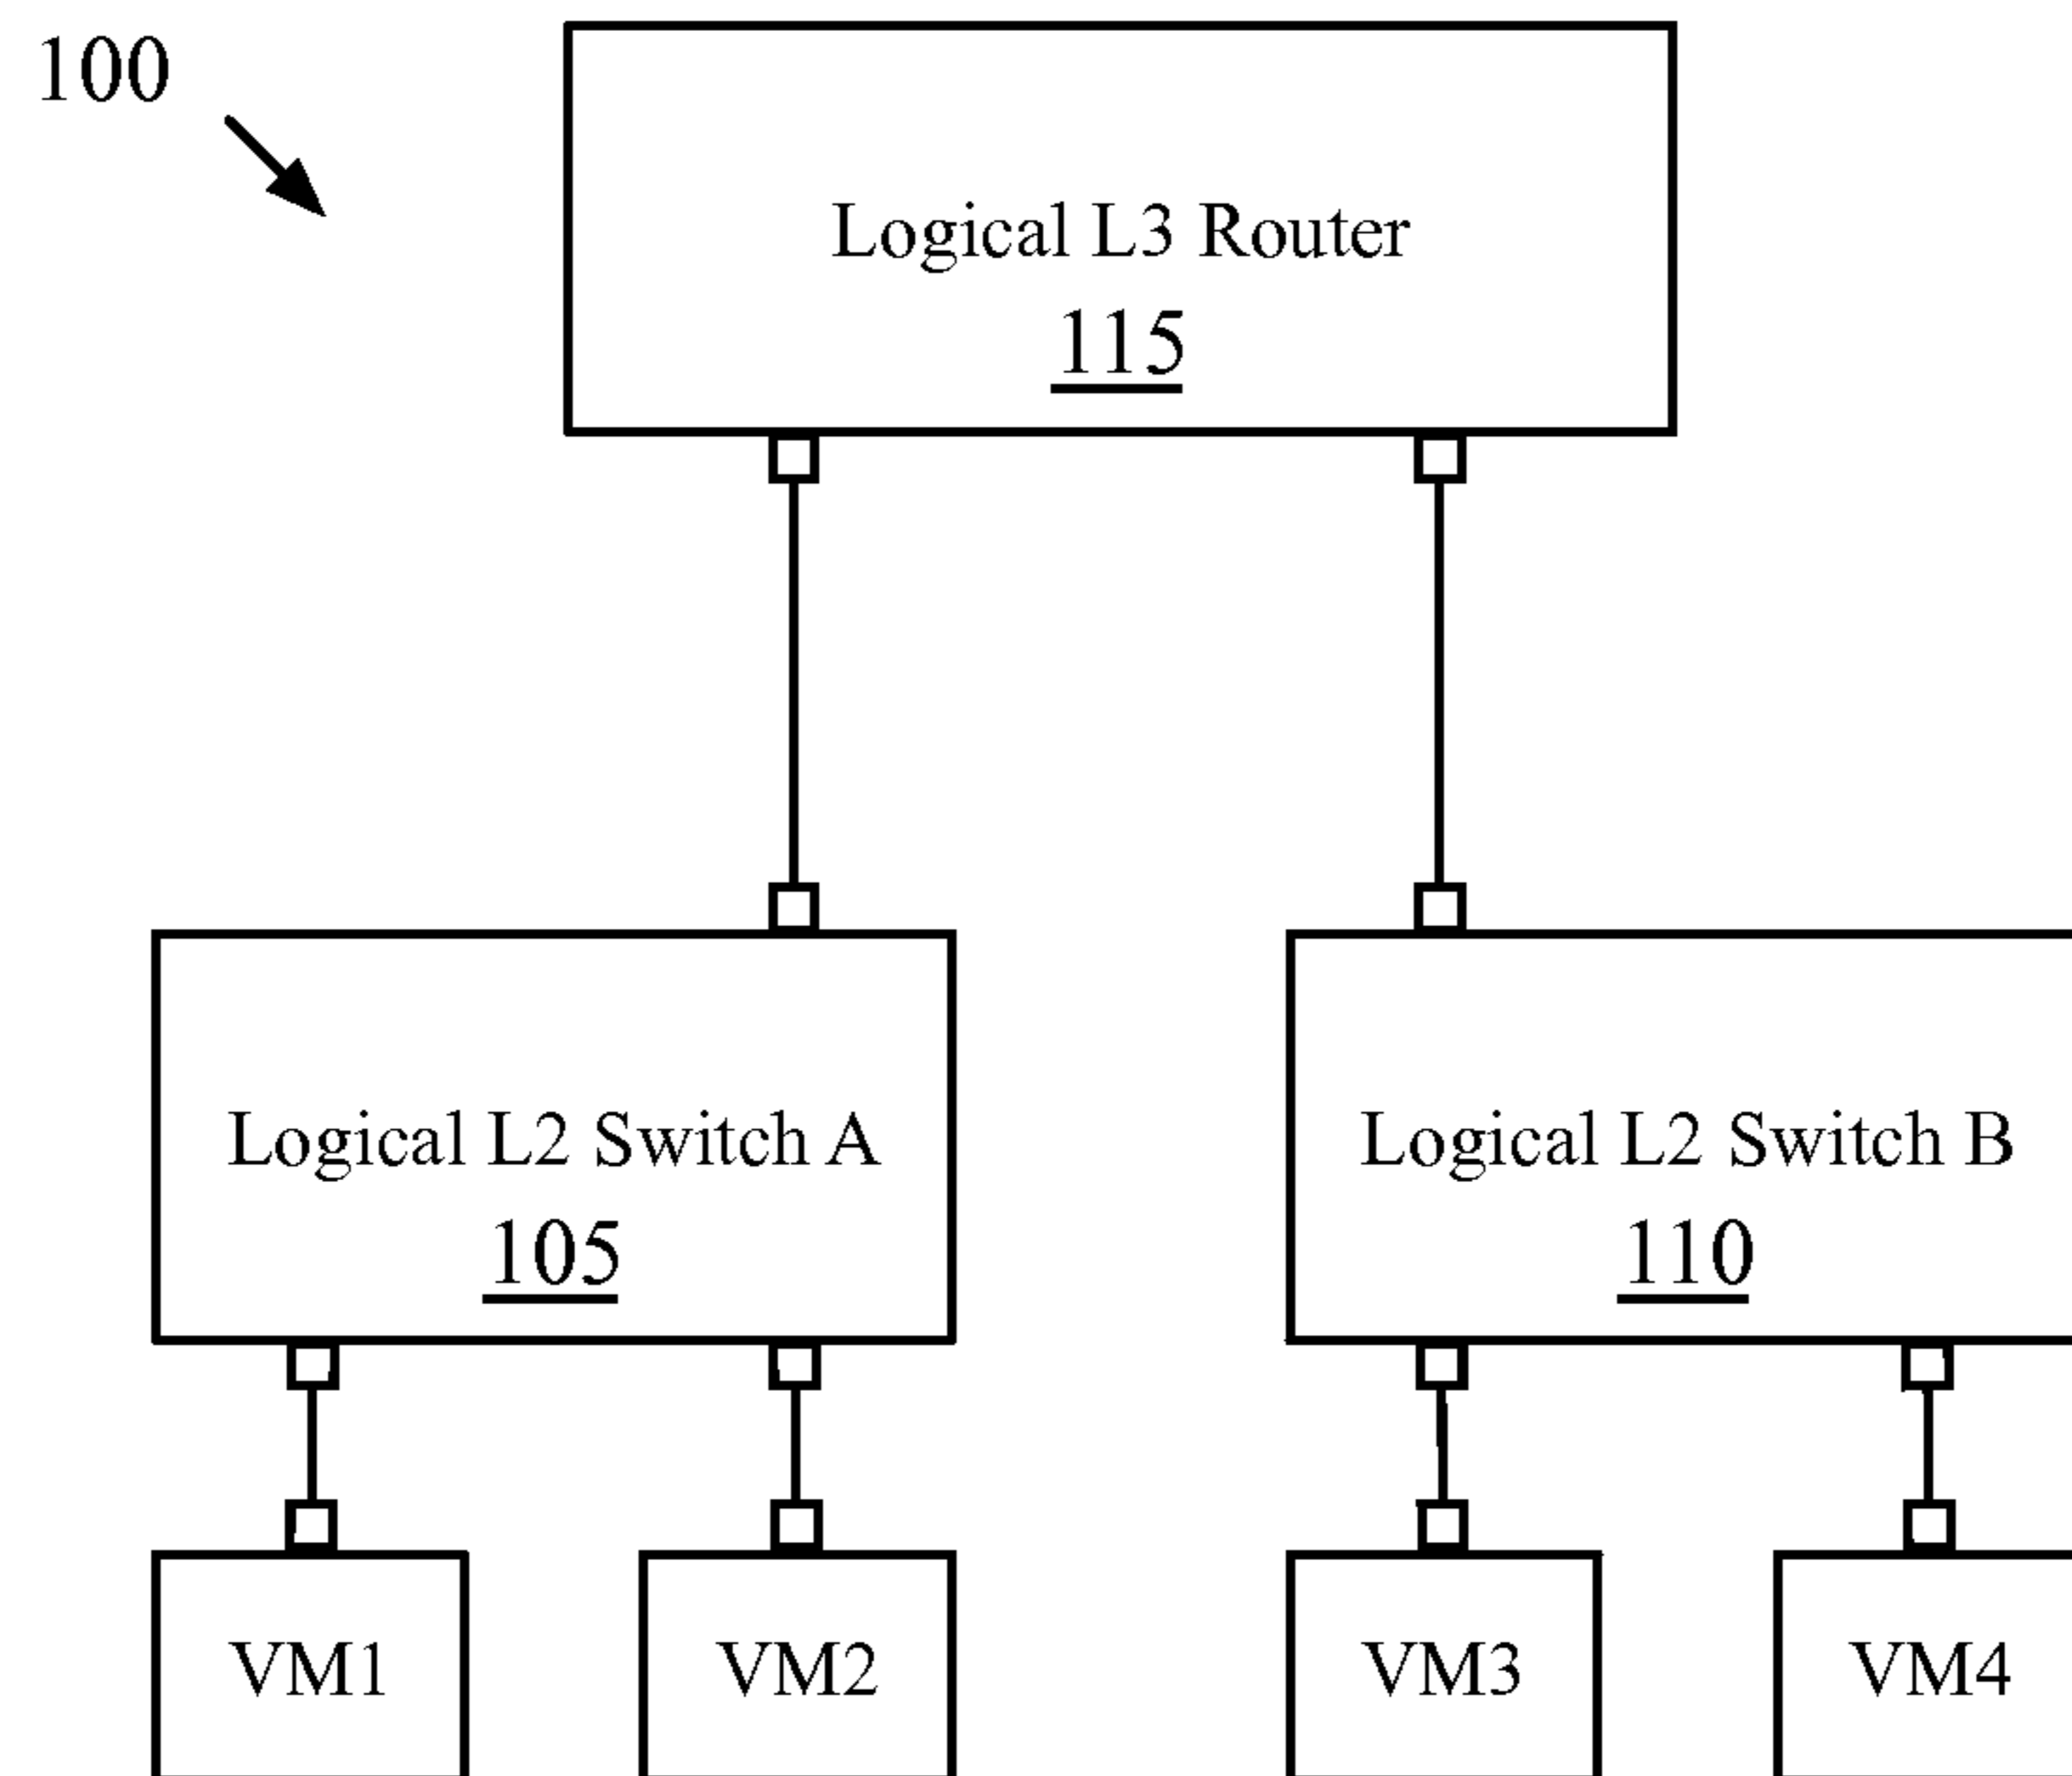 100
Logical L3 Router
115
Logical L2 Switch A
105
Logical L2 Switch B
110
VM1
VM2
VM3
VM4